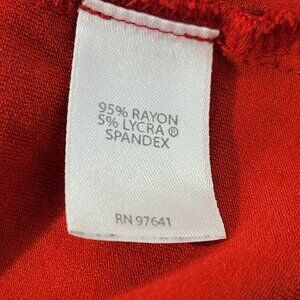 95% RAYON
5% LYCRA ®
SPANDEX
RN 97641